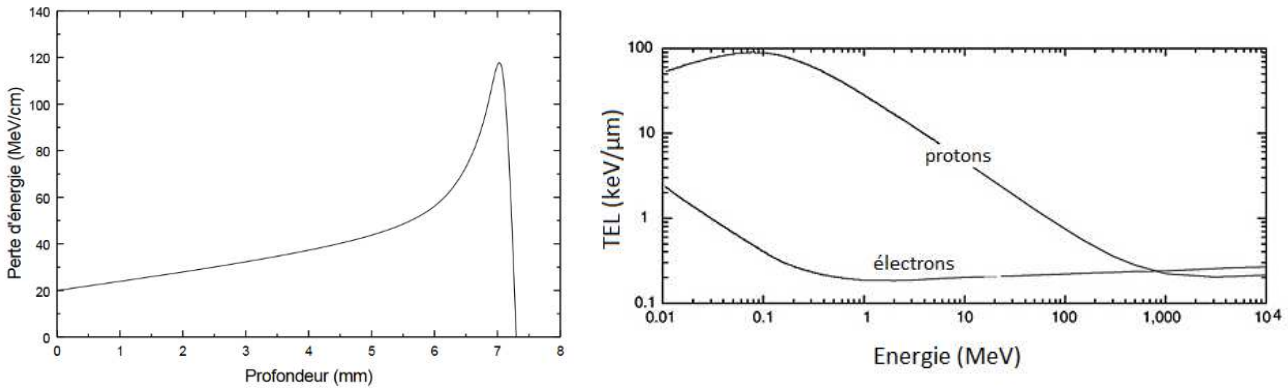 Perte d'énergie (MeV/cm)
140
120
100
80
60
40
20
0
0 1 2 3 4 5 6 7 8
Profondeur (mm)
TEL (keV/µm)
100
10
1
0.1
protons
électrons
0.01 0.1 1 10 100 1,000 10⁴
Energie (MeV)